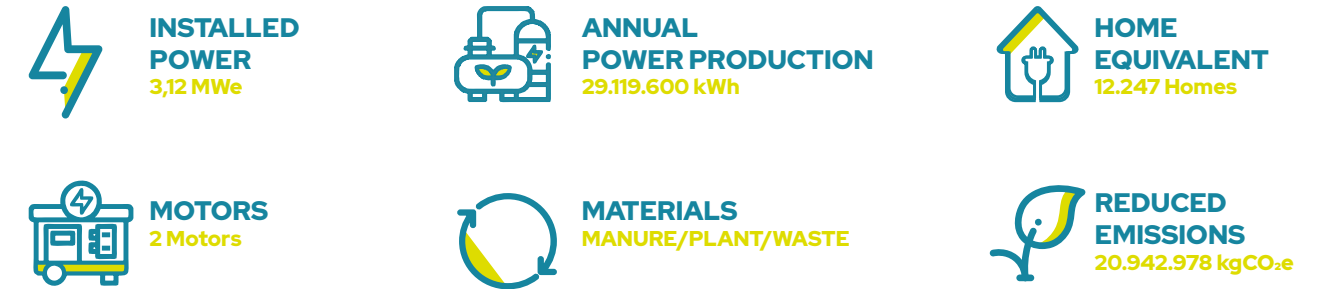 INSTALLED
POWER
3,12 MWe
ANNUAL
POWER PRODUCTION
29.119.600 kWh
HOME
EQUIVALENT
12.247 Homes
MOTORS
2 Motors
MATERIALS
MANURE/PLANT/WASTE
REDUCED
EMISSIONS
20.942.978 kgCO₂e